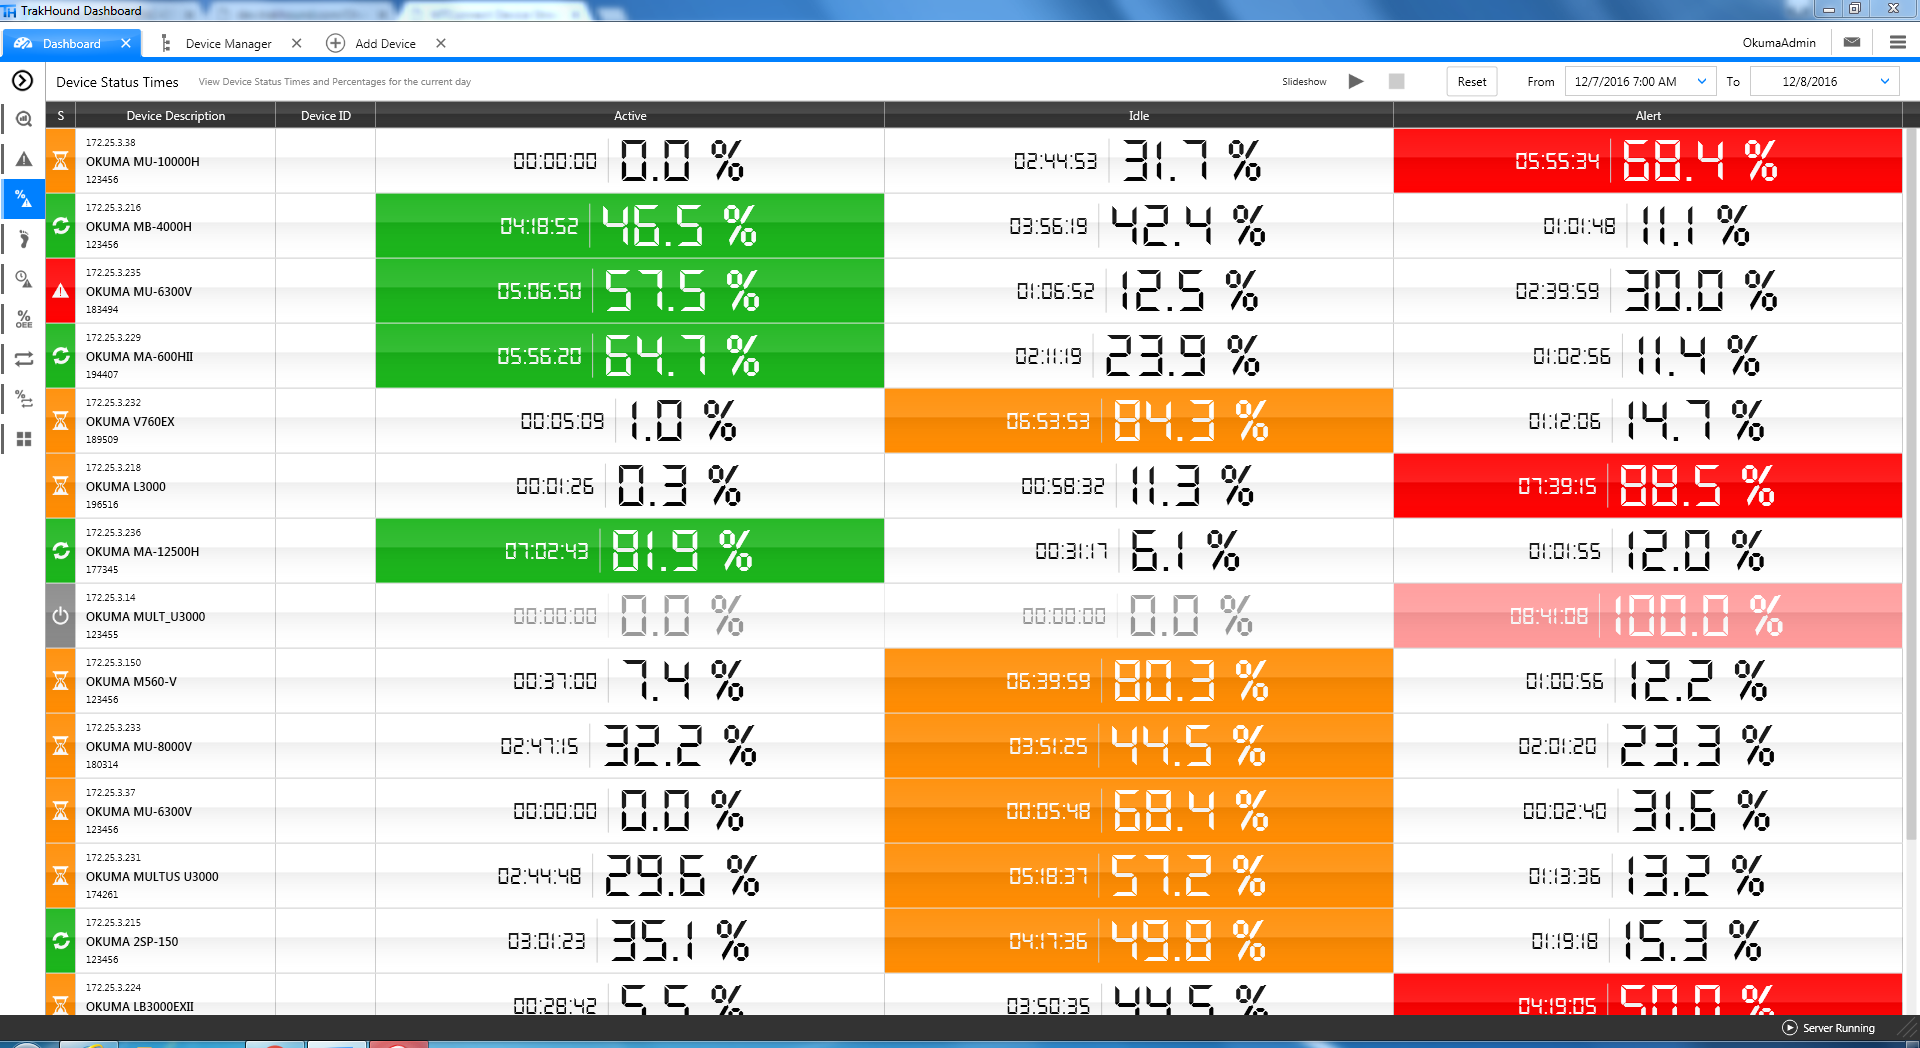 TrakHound Dashboard
Dashboard
Device Manager
Add Device
OkumaAdmin
Device Status Times
View Device Status Times and Percentages for the current day
Slideshow
Reset
From
12/7/2016 7:00 AM
To
12/8/2016
S Device Description Device ID Active Idle Alert
172.25.3.38
OKUMA MU-10000H
123456
00:00:00 0.0 % 02:44:53 31.7 % 05:55:34 68.4 %
172.25.3.216
OKUMA MB-4000H
123456
04:18:52 46.5 % 03:56:19 42.4 % 01:01:48 11.1 %
172.25.3.235
OKUMA MU-6300V
183494
05:06:50 57.5 % 01:06:52 12.5 % 02:39:59 30.0 %
172.25.3.229
OKUMA MA-600HII
194407
05:56:20 64.7 % 02:11:19 23.9 % 01:02:56 11.4 %
172.25.3.232
OKUMA V760EX
189509
00:05:09 1.0 % 06:53:53 84.3 % 01:12:06 14.7 %
172.25.3.218
OKUMA L3000
196516
00:01:26 0.3 % 00:58:32 11.3 % 07:39:15 88.5 %
172.25.3.236
OKUMA MA-12500H
177345
07:02:43 81.9 % 00:31:17 6.1 % 01:01:55 12.0 %
172.25.3.14
OKUMA MULT_U3000
123455
00:00:00 0.0 % 00:00:00 0.0 % 08:41:08 100.0 %
172.25.3.150
OKUMA M560-V
123456
00:37:00 7.4 % 06:39:59 80.3 % 01:00:56 12.2 %
172.25.3.233
OKUMA MU-8000V
180314
02:47:15 32.2 % 03:51:25 44.5 % 02:01:20 23.3 %
172.25.3.37
OKUMA MU-6300V
123456
00:00:00 0.0 % 00:05:48 68.4 % 00:02:40 31.6 %
172.25.3.231
OKUMA MULTUS U3000
174261
02:44:48 29.6 % 05:18:37 57.2 % 01:13:36 13.2 %
172.25.3.215
OKUMA 2SP-150
123456
03:01:23 35.1 % 04:17:36 49.8 % 01:19:18 15.3 %
172.25.3.224
OKUMA LB3000EXII
00:28:42 5.5 % 03:50:35 44.5 % 04:19:05 50.0 %
% OEE
Server Running